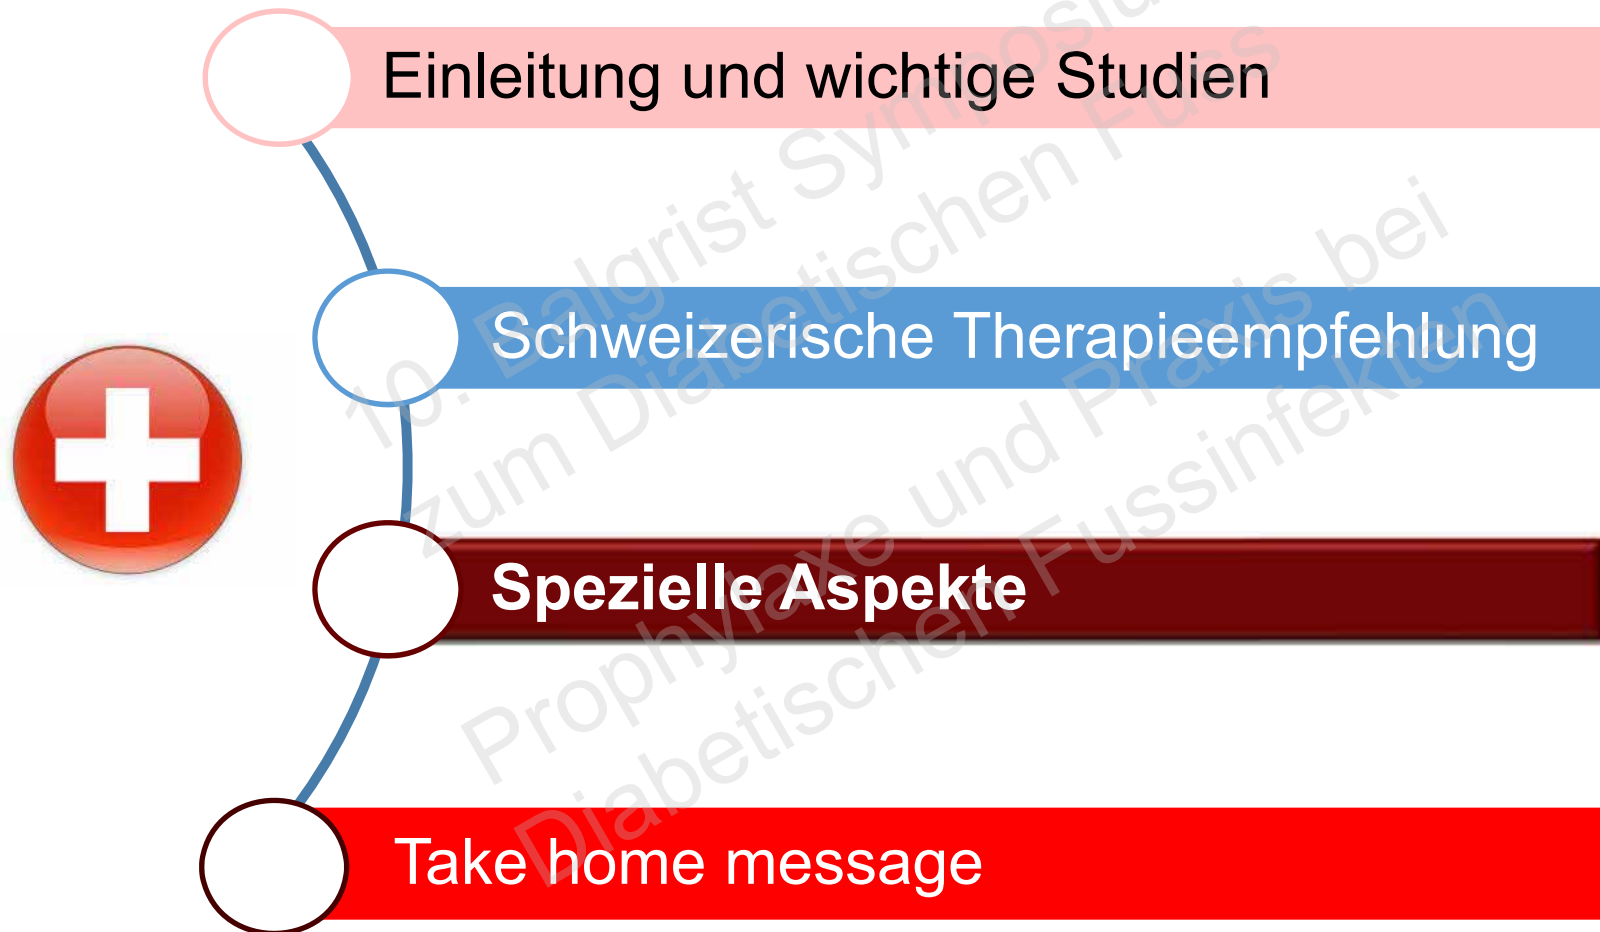 Einleitung und wichtige Studien
Schweizerische Therapieempfehlung
Spezielle Aspekte
Take home message
10. Balgrist Symposiu
zum Diabetischen Fuss
Prophylaxe und Praxis bei
Diabetischen Fussinfekten